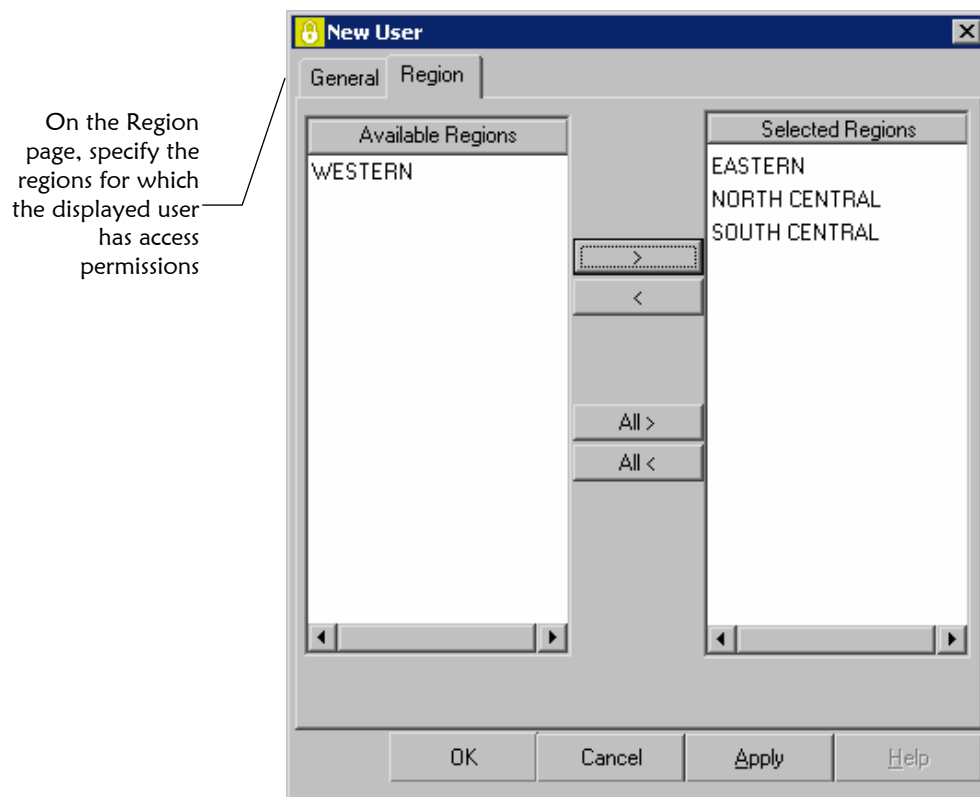 New User
General
Region
On the Region
page, specify the
regions for which
the displayed user
has access
permissions
Available Regions
WESTERN
Selected Regions
EASTERN
NORTH CENTRAL
SOUTH CENTRAL
>
<
All >
All <
OK
Cancel
Apply
Help